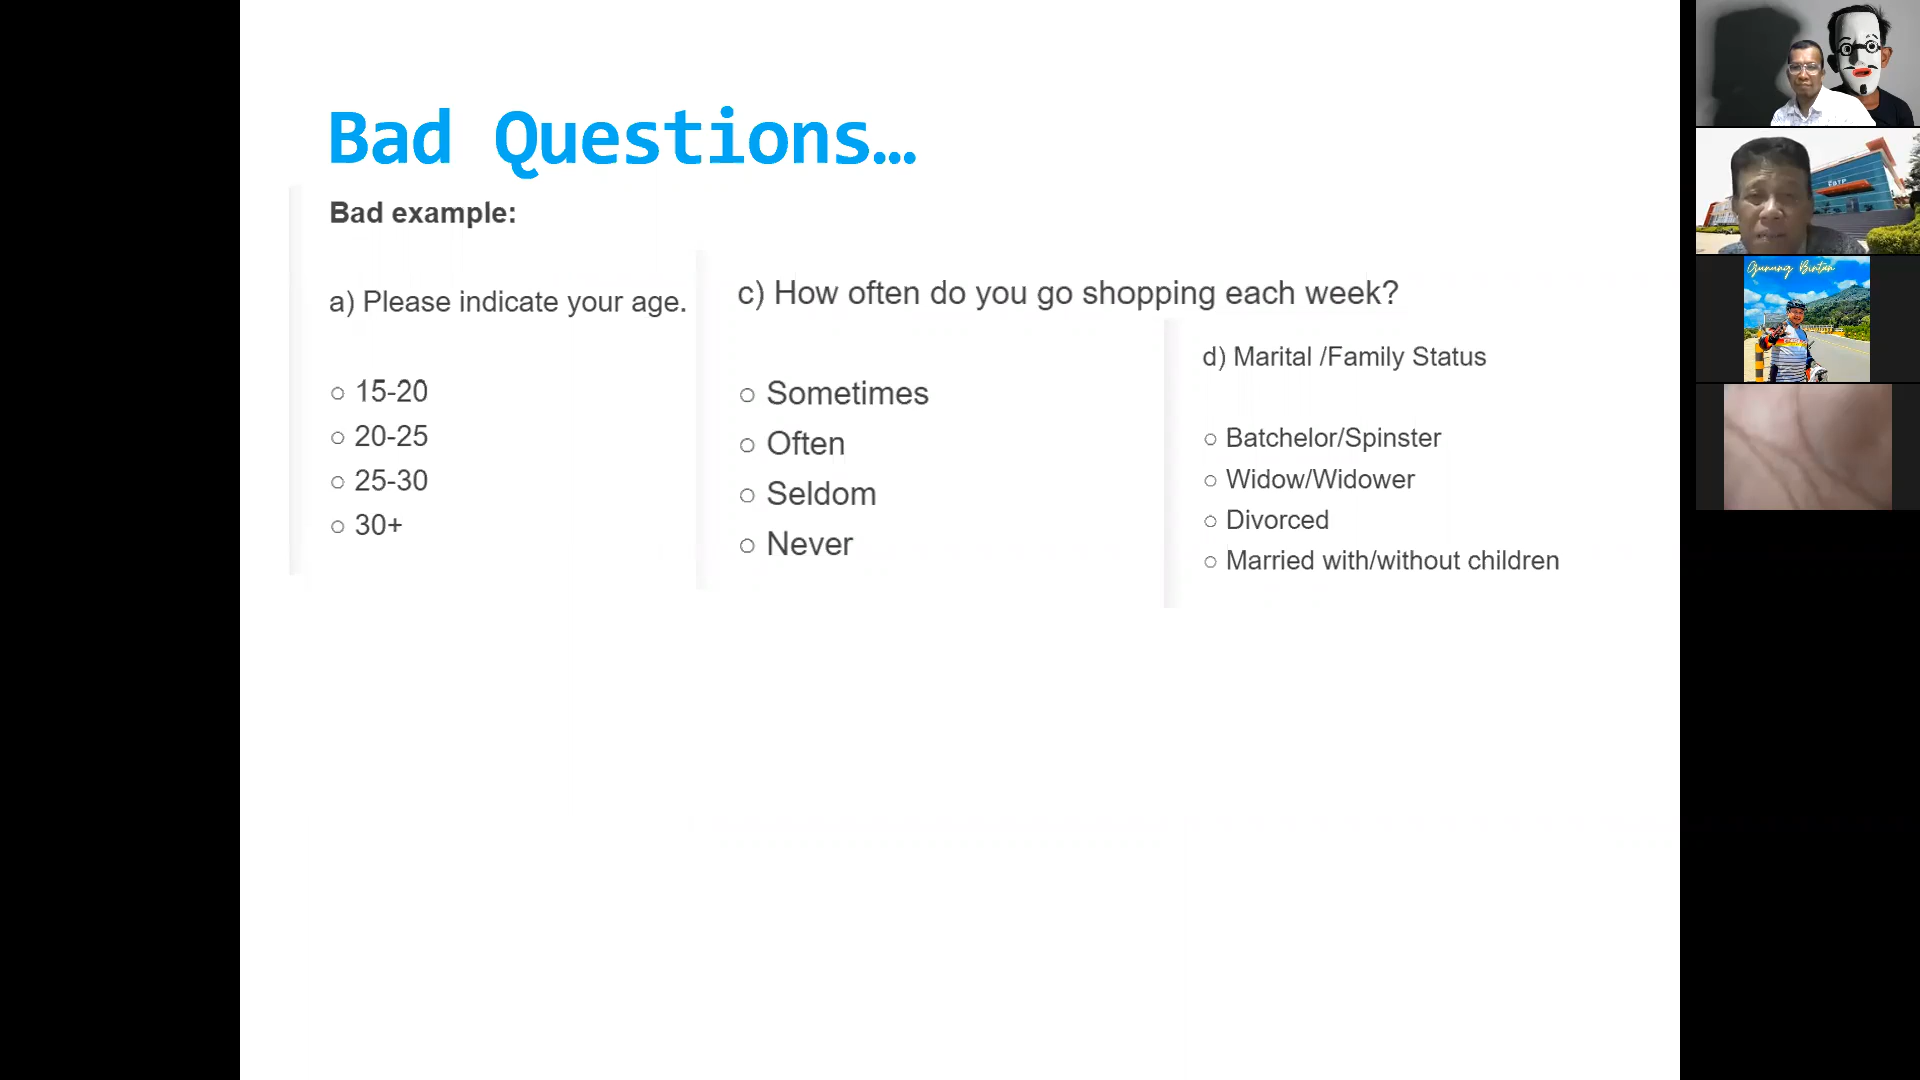 Bad Questions…
Bad example:
a) Please indicate your age.
○ 15-20
○ 20-25
○ 25-30
○ 30+
c) How often do you go shopping each week?
○ Sometimes
○ Often
○ Seldom
○ Never
d) Marital /Family Status
○ Batchelor/Spinster
○ Widow/Widower
○ Divorced
○ Married with/without children
Gunung Bintan